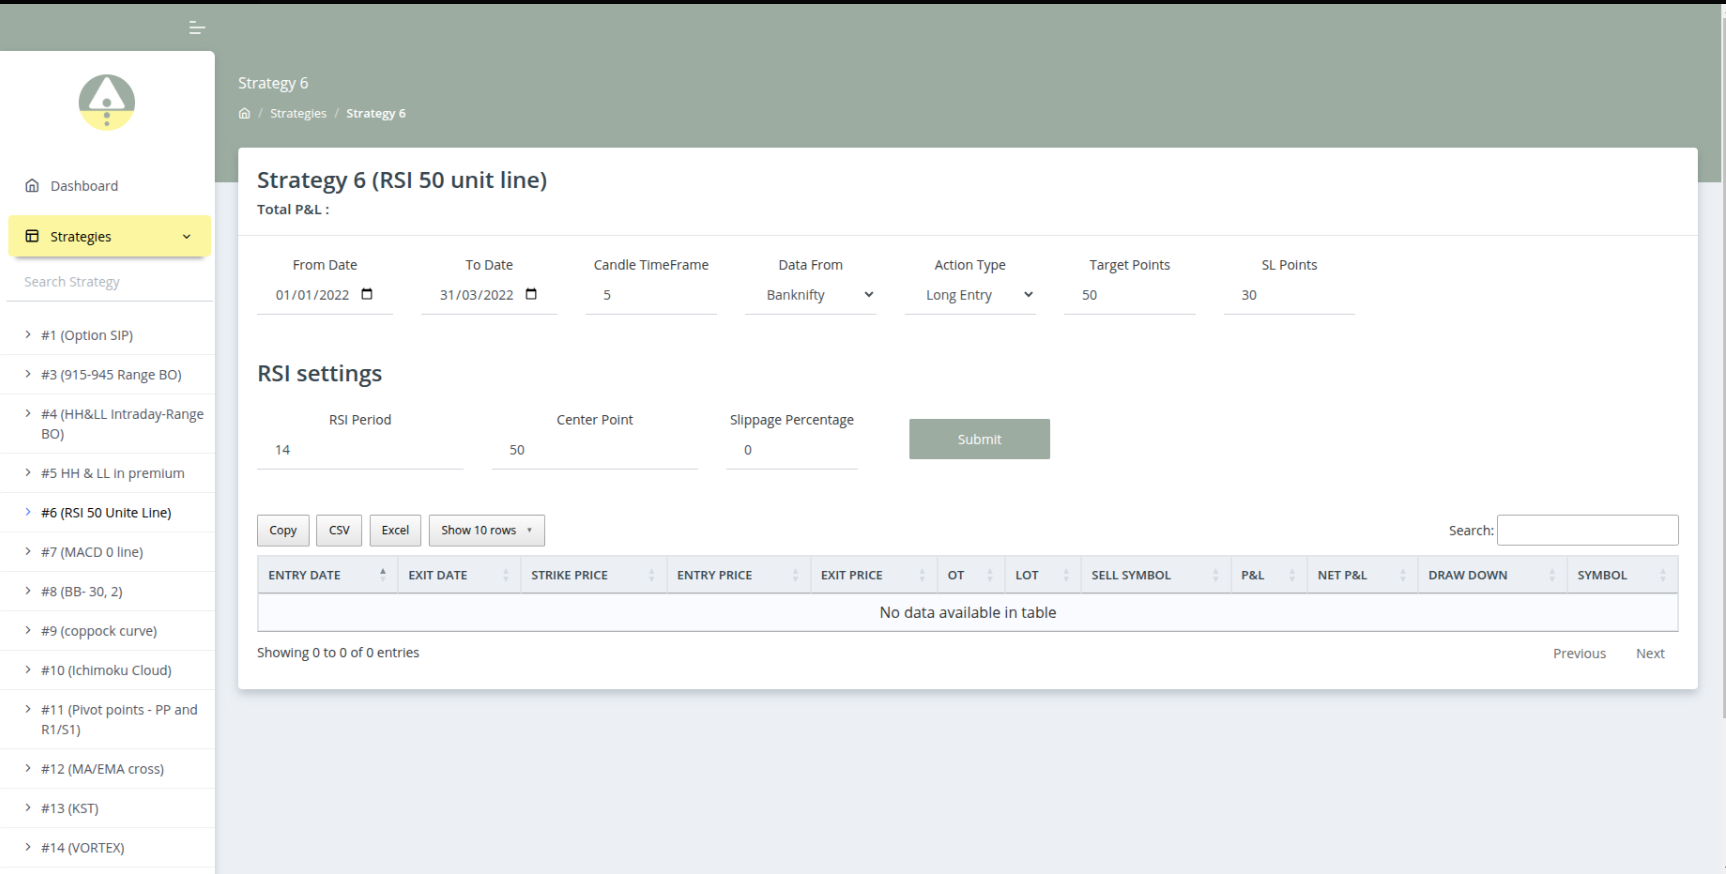 Strategy 6
/ Strategies / Strategy 6
Dashboard
Strategies
Search Strategy
#1 (Option SIP)
#3 (915-945 Range BO)
#4 (HH&LL Intraday-Range
BO)
#5 HH & LL in premium
#6 (RSI 50 Unite Line)
#7 (MACD 0 line)
#8 (BB- 30, 2)
#9 (coppock curve)
#10 (Ichimoku Cloud)
#11 (Pivot points - PP and
R1/S1)
#12 (MA/EMA cross)
#13 (KST)
#14 (VORTEX)
Strategy 6 (RSI 50 unit line)
Total P&L :
From Date To Date Candle TimeFrame Data From Action Type Target Points SL Points
01/01/2022 31/03/2022 5 Banknifty Long Entry 50 30
RSI settings
RSI Period Center Point Slippage Percentage
14 50 0 Submit
Copy CSV Excel Show 10 rows Search:
ENTRY DATE EXIT DATE STRIKE PRICE ENTRY PRICE EXIT PRICE OT LOT SELL SYMBOL P&L NET P&L DRAW DOWN SYMBOL
No data available in table
Showing 0 to 0 of 0 entries Previous Next